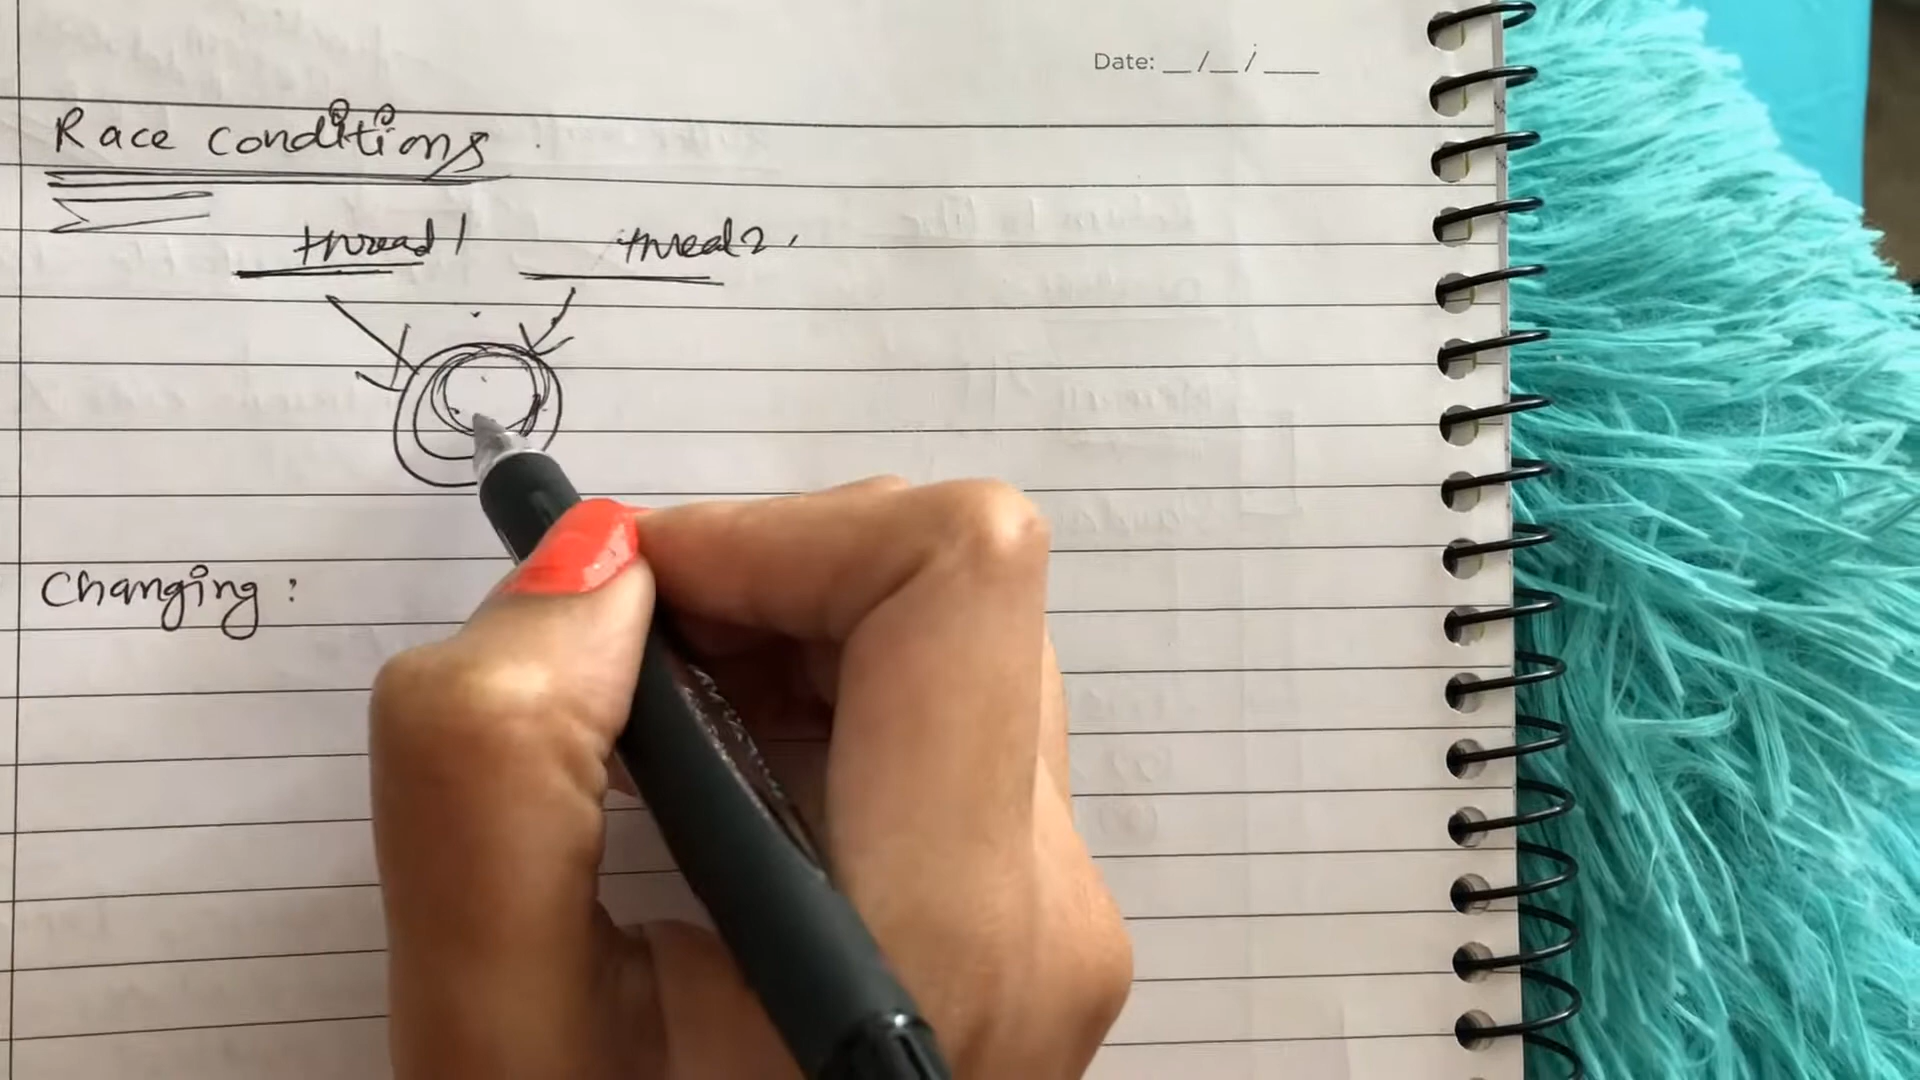 Date: __/__/____
Race conditions
thread1 thread2
Changing: